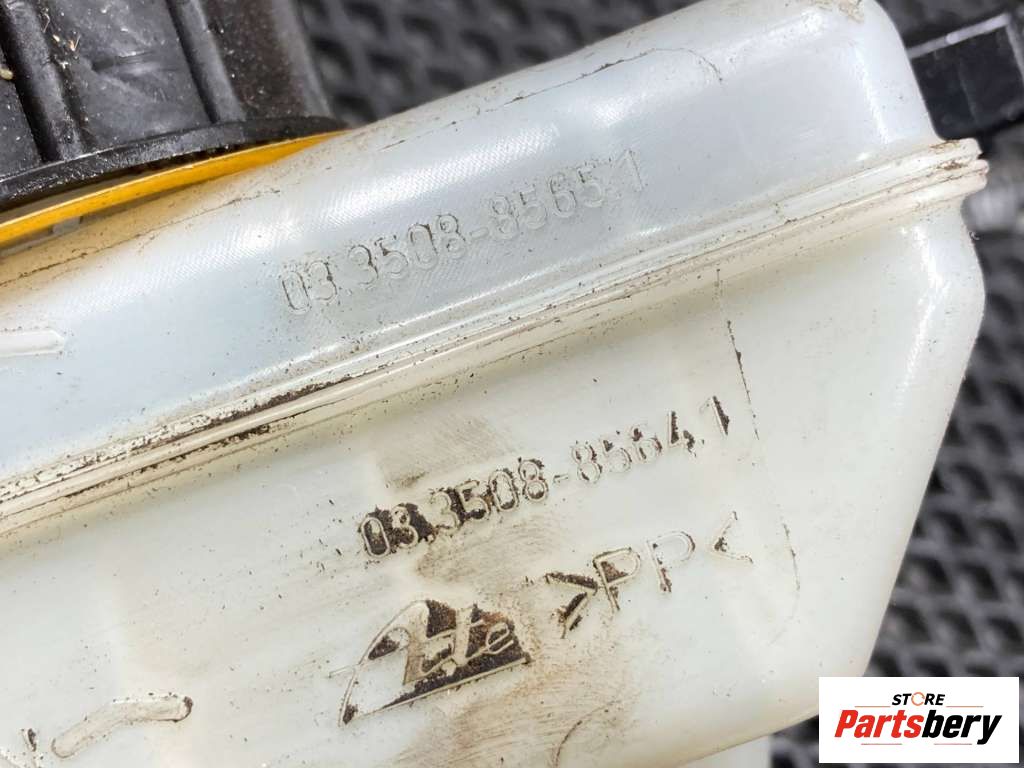 03.3508-8565.1
03.3508-8564.1
>PP<
Ate
STORE
Partsbery